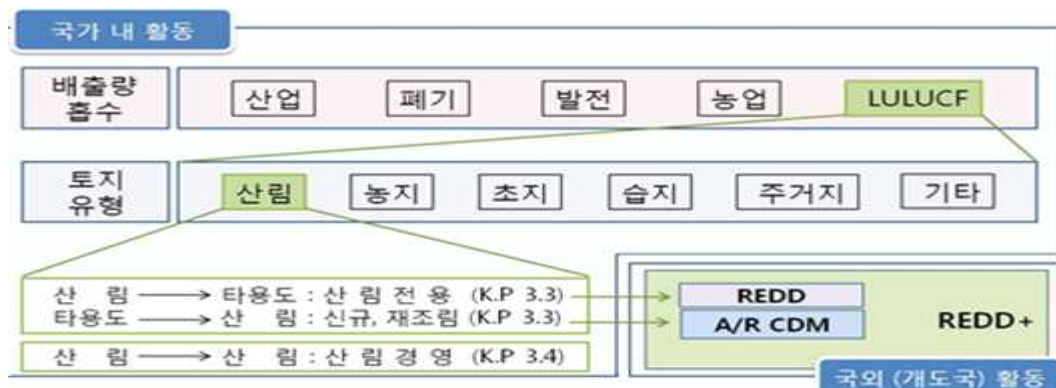 국가 내 활동
배출량
흡수
산업 폐기 발전 농업 LULUCF
토지
유형
산림 농지 초지 습지 주거지 기타
산 림 → 타용도 : 산 림 전 용 (K.P 3.3)
타용도 → 산 림 : 신규, 재조림 (K.P 3.3)
산 림 → 산 림 : 산 림 경 영 (K.P 3.4)
REDD
A/R CDM
REDD+
국외 (개도국) 활동